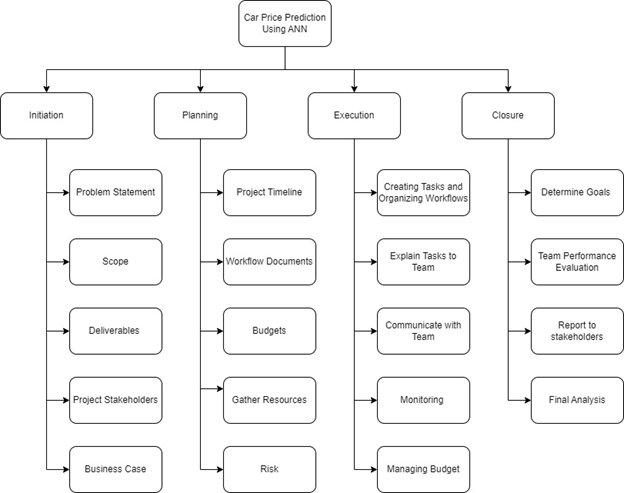 Car Price Prediction
Using ANN
Initiation
Planning
Execution
Closure
Problem Statement
Project Timeline
Creating Tasks and
Organizing Workflows
Determine Goals
Scope
Workflow Documents
Explain Tasks to
Team
Team Performance
Evaluation
Deliverables
Budgets
Communicate with
Team
Report to
stakeholders
Project Stakeholders
Gather Resources
Monitoring
Final Analysis
Business Case
Risk
Managing Budget